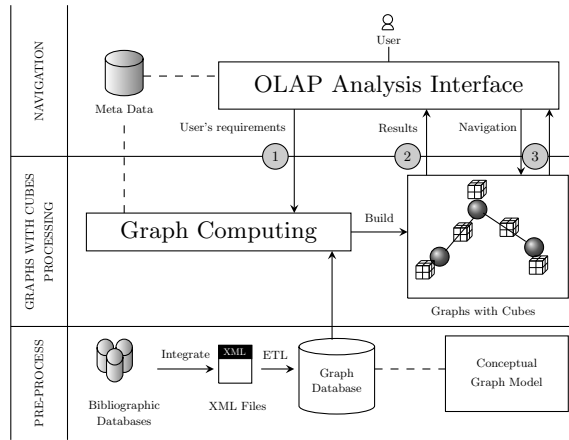 User
NAVIGATION
OLAP Analysis Interface
Meta Data
User's requirements
Results
Navigation
1
2
3
GRAPHS WITH CUBES
PROCESSING
Graph Computing
Build
Graphs with Cubes
PRE-PROCESS
Integrate
XML
ETL
Graph
Database
Conceptual
Graph Model
Bibliographic
Databases
XML Files